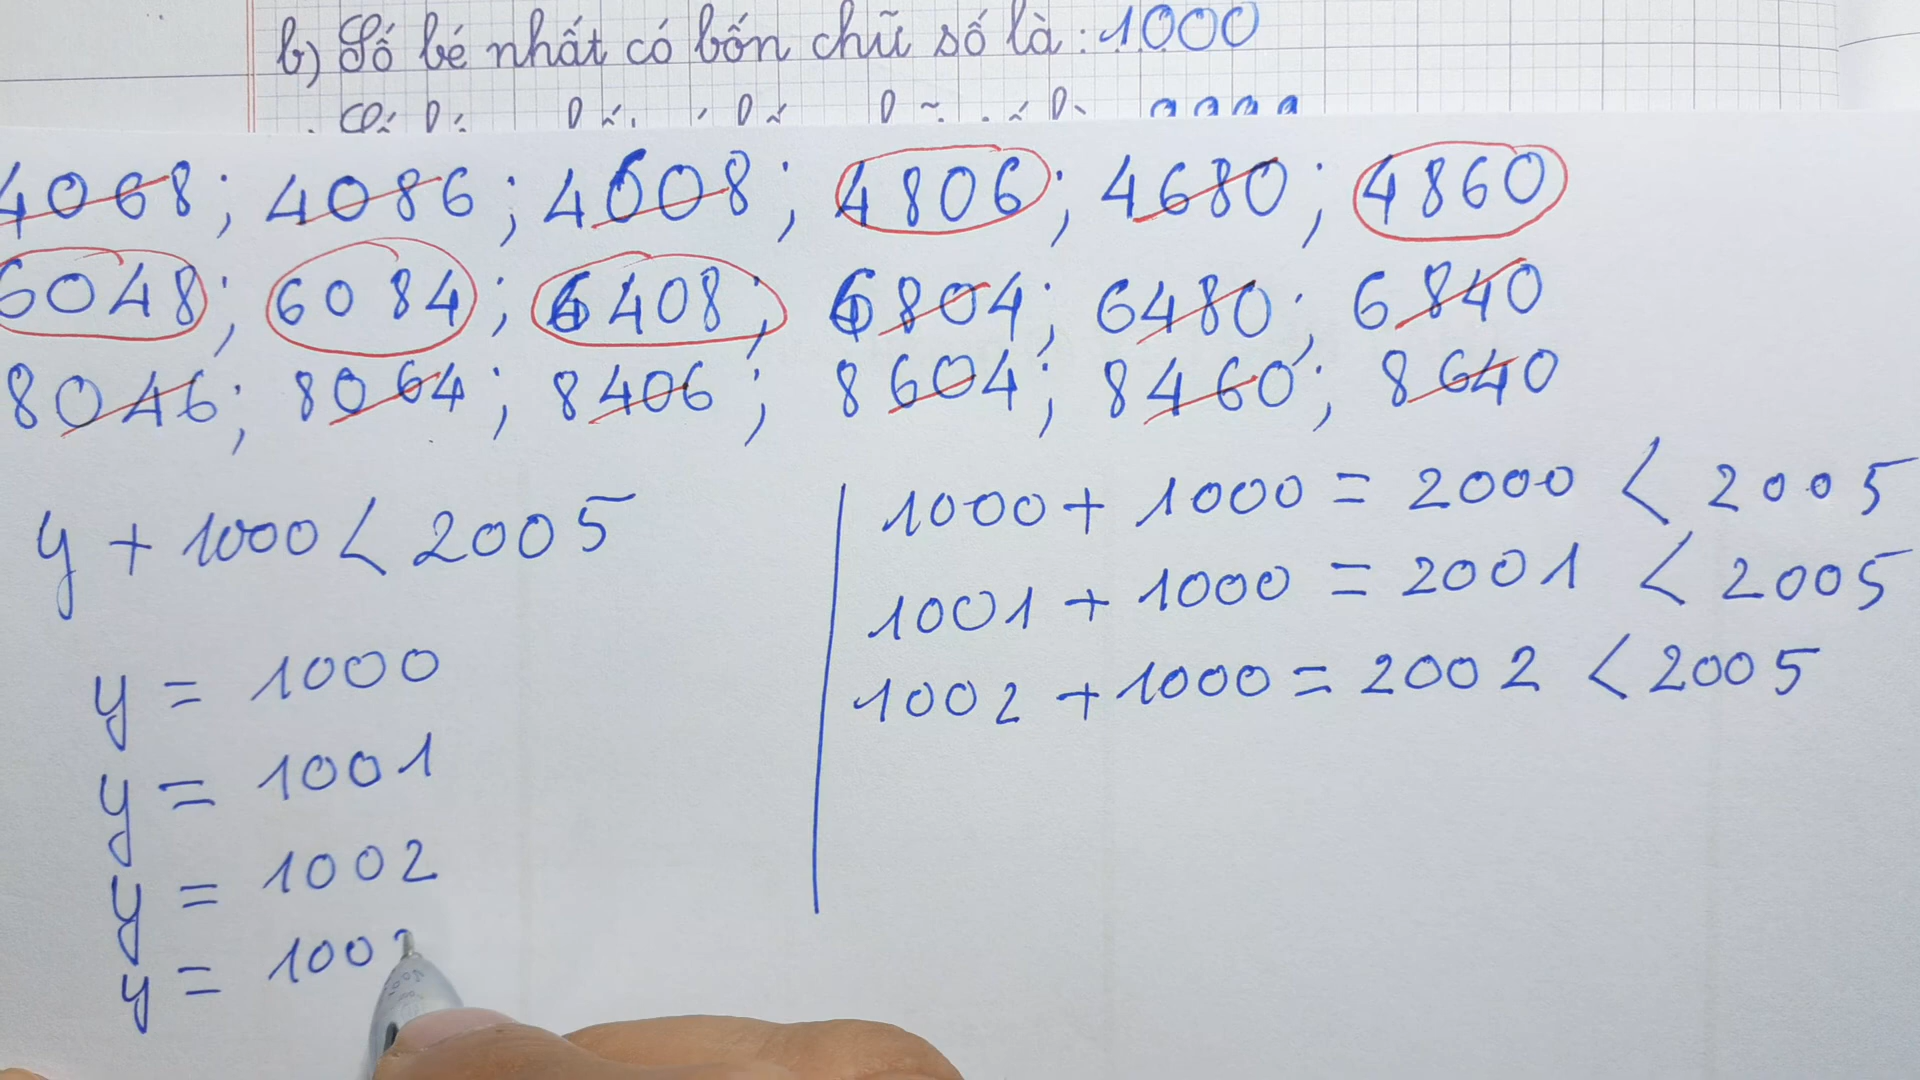 b) Số bé nhất có bốn chữ số là: 1000
4068; 4086; 4608; 4806; 4680; 4860
6048; 6084; 6408; 6804; 6480; 6840
8046; 8064; 8406; 8604; 8460; 8640
y + 1000 < 2005
y = 1000
y = 1001
y = 1002
y = 100
1000 + 1000 = 2000 < 2005
1001 + 1000 = 2001 < 2005
1002 + 1000 = 2002 < 2005